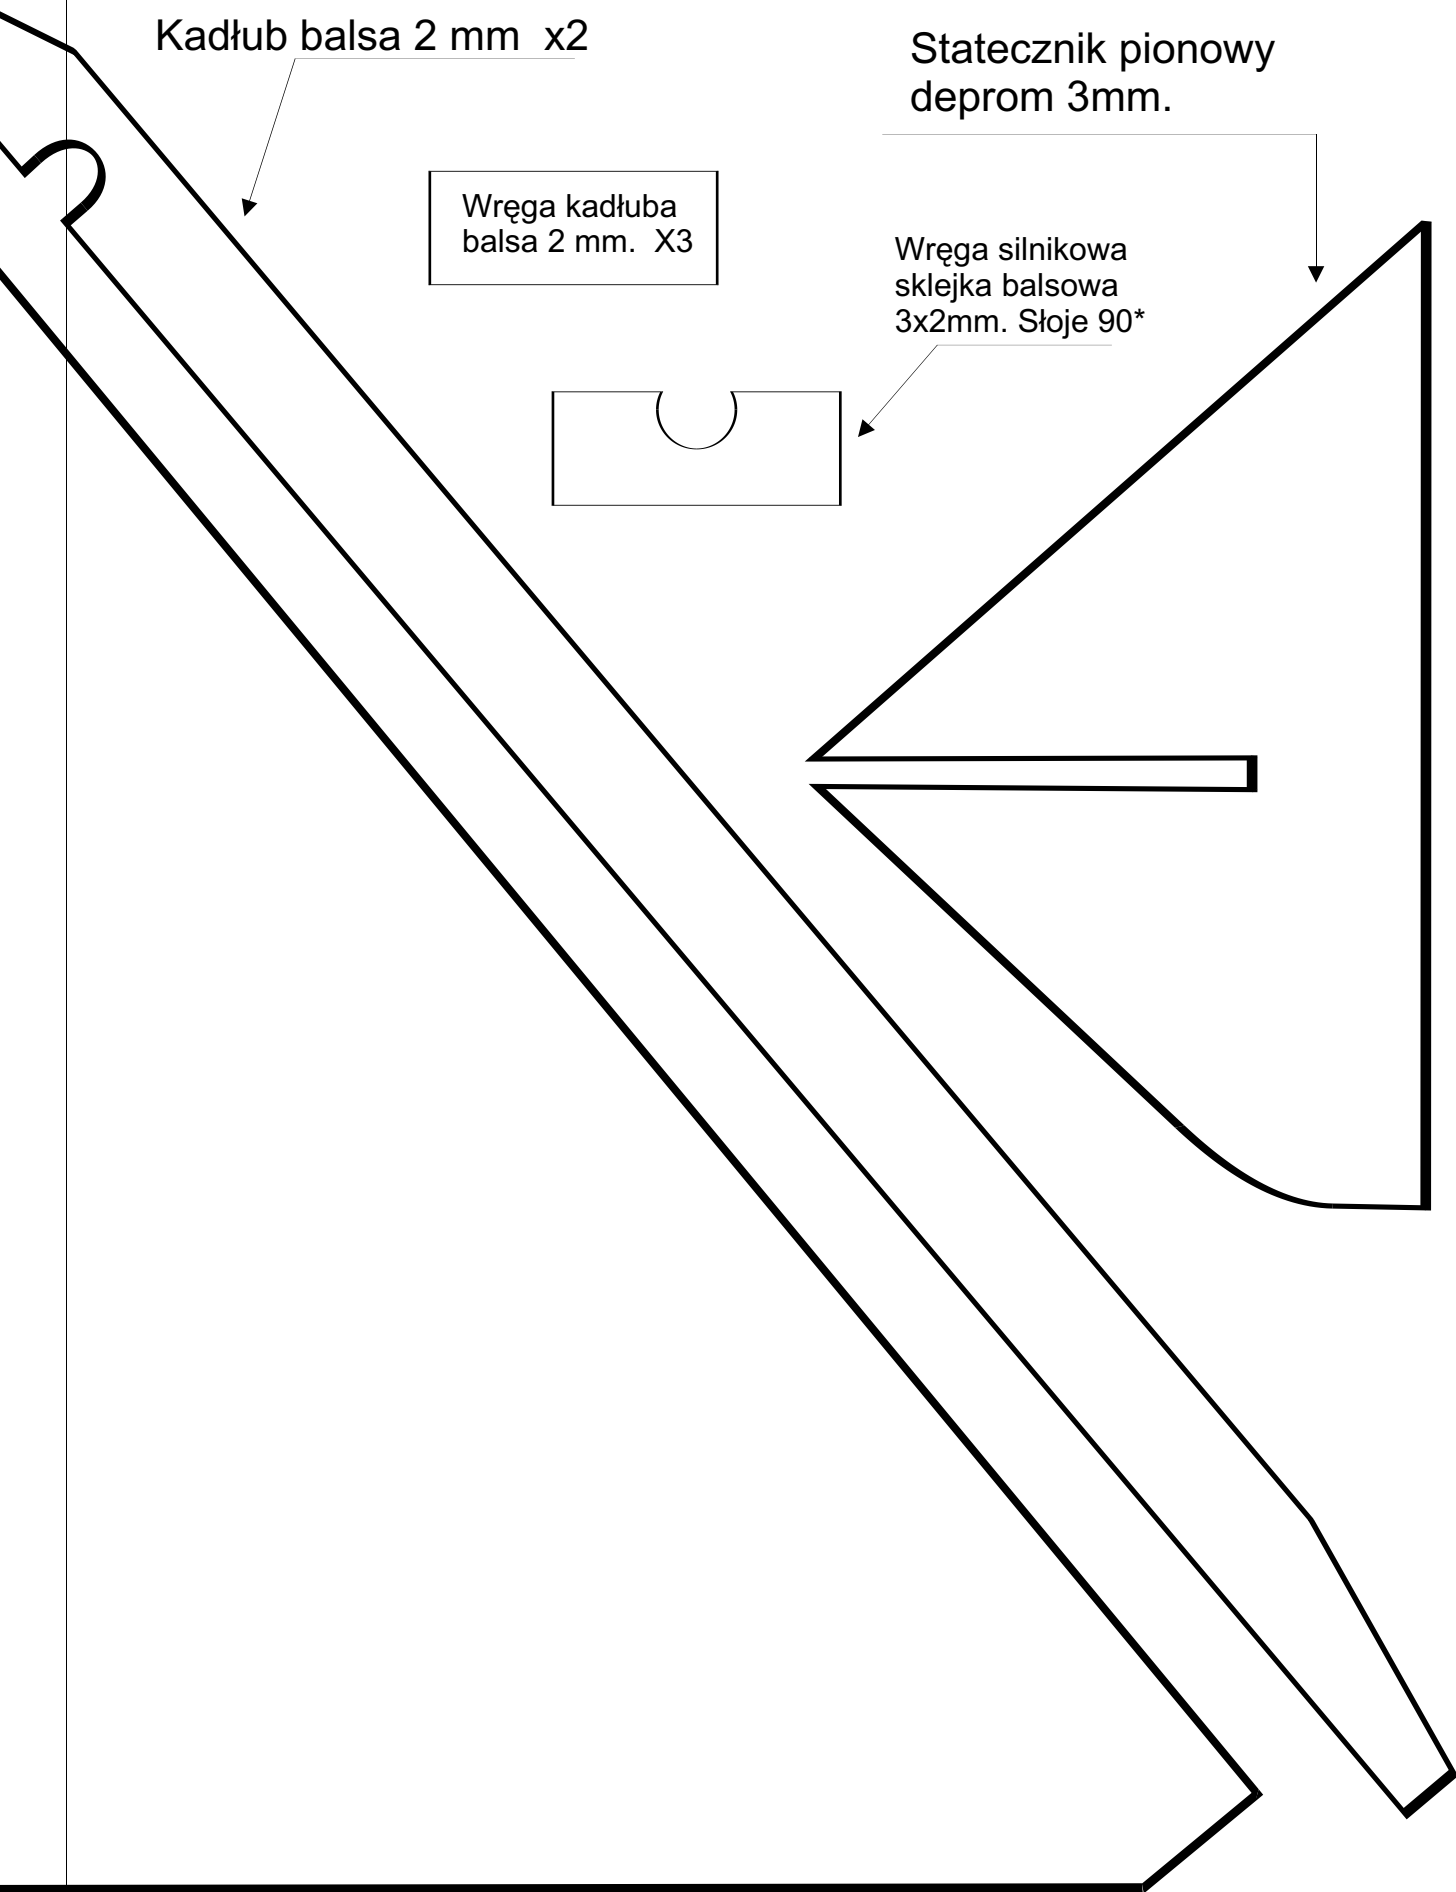 Kadłub balsa 2 mm  x2
Statecznik pionowy
deprom 3mm.
Wręga kadłuba
balsa 2 mm.  X3
Wręga silnikowa
sklejka balsowa
3x2mm. Słoje 90*